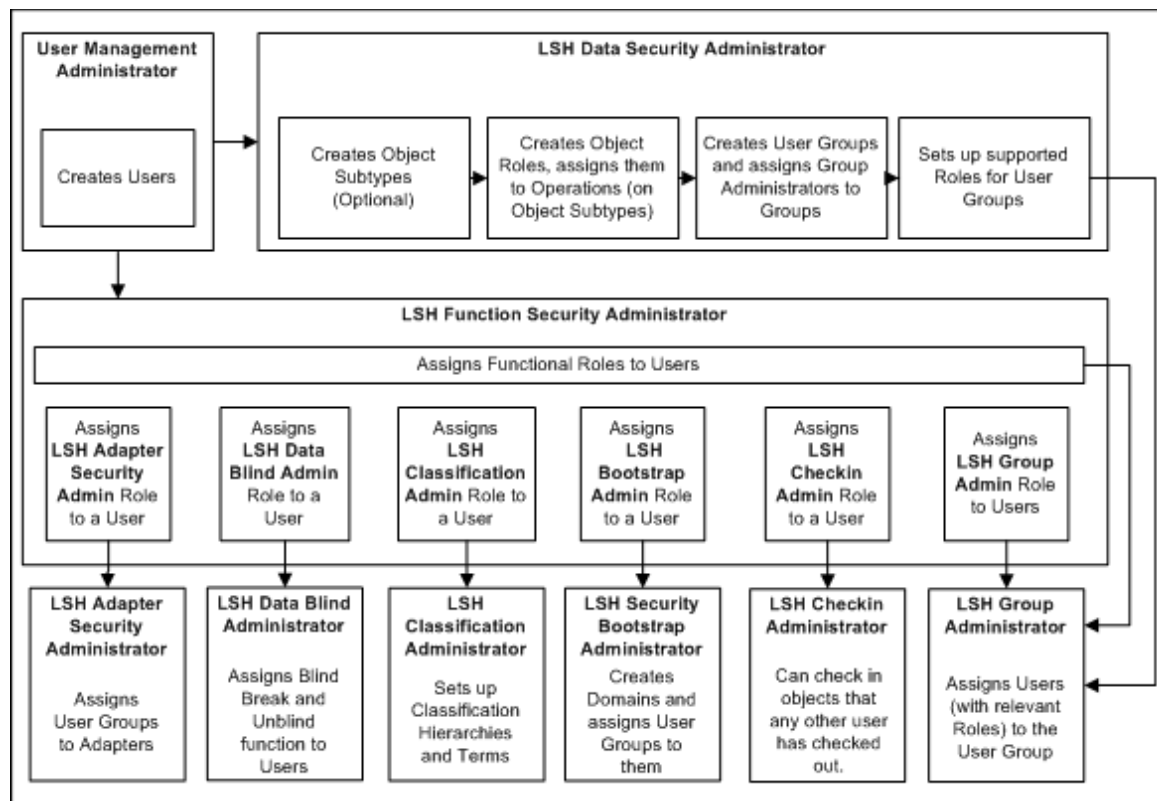 User Management
Administrator
Creates Users
LSH Data Security Administrator
Creates Object
Subtypes
(Optional)
Creates Object
Roles, assigns them
to Operations (on
Object Subtypes)
Creates User Groups
and assigns Group
Administrators to
Groups
Sets up supported
Roles for User
Groups
LSH Function Security Administrator
Assigns Functional Roles to Users
Assigns
LSH Adapter
Security
Admin Role
to a User
Assigns
LSH Data
Blind Admin
Role to a
User
Assigns
LSH
Classification
Admin Role to
a User
Assigns
LSH
Bootstrap
Admin Role
to a User
Assigns
LSH
Checkin
Admin Role
to a User
Assigns
LSH Group
Admin Role
to Users
LSH Adapter
Security
Administrator
Assigns
User Groups
to Adapters
LSH Data Blind
Administrator
Assigns Blind
Break and
Unblind
function to
Users
LSH
Classification
Administrator
Sets up
Classification
Hierarchies
and Terms
LSH Security
Bootstrap
Administrator
Creates
Domains and
assigns User
Groups to
them
LSH Checkin
Administrator
Can check in
objects that
any other user
has checked
out.
LSH Group
Administrator
Assigns Users
(with relevant
Roles) to the
User Group